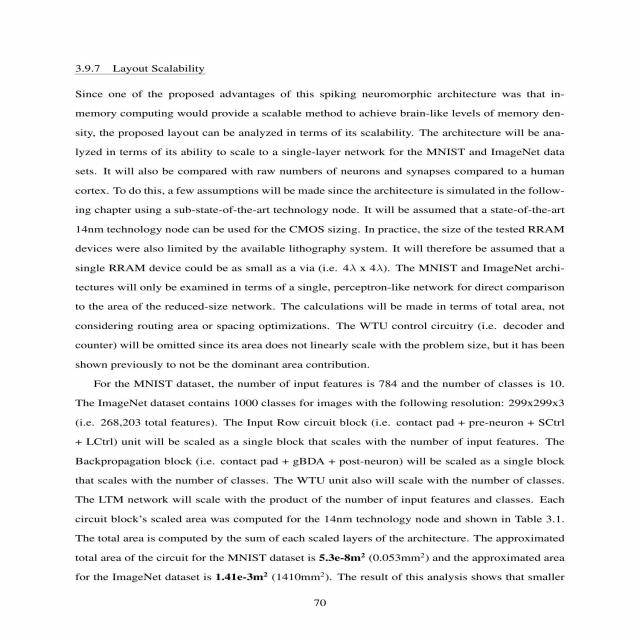 3.9.7 Layout Scalability
Since one of the proposed advantages of this spiking neuromorphic architecture was that in-
memory computing would provide a scalable method to achieve brain-like levels of memory den-
sity, the proposed layout can be analyzed in terms of its scalability. The architecture will be ana-
lyzed in terms of its ability to scale to a single-layer network for the MNIST and ImageNet data
sets. It will also be compared with raw numbers of neurons and synapses compared to a human
cortex. To do this, a few assumptions will be made since the architecture is simulated in the follow-
ing chapter using a sub-state-of-the-art technology node. It will be assumed that a state-of-the-art
14nm technology node can be used for the CMOS sizing. In practice, the size of the tested RRAM
devices were also limited by the available lithography system. It will therefore be assumed that a
single RRAM device could be as small as a via (i.e. 4λ x 4λ). The MNIST and ImageNet archi-
tectures will only be examined in terms of a single, perceptron-like network for direct comparison
to the area of the reduced-size network. The calculations will be made in terms of total area, not
considering routing area or spacing optimizations. The WTU control circuitry (i.e. decoder and
counter) will be omitted since its area does not linearly scale with the problem size, but it has been
shown previously to not be the dominant area contribution.
For the MNIST dataset, the number of input features is 784 and the number of classes is 10.
The ImageNet dataset contains 1000 classes for images with the following resolution: 299x299x3
(i.e. 268,203 total features). The Input Row circuit block (i.e. contact pad + pre-neuron + SCtrl
+ LCtrl) unit will be scaled as a single block that scales with the number of input features. The
Backpropagation block (i.e. contact pad + gBDA + post-neuron) will be scaled as a single block
that scales with the number of classes. The WTU unit also will scale with the number of classes.
The LTM network will scale with the product of the number of input features and classes. Each
circuit block's scaled area was computed for the 14nm technology node and shown in Table 3.1.
The total area is computed by the sum of each scaled layers of the architecture. The approximated
total area of the circuit for the MNIST dataset is 5.3e-8m² (0.053mm²) and the approximated area
for the ImageNet dataset is 1.41e-3m² (1410mm²). The result of this analysis shows that smaller
70